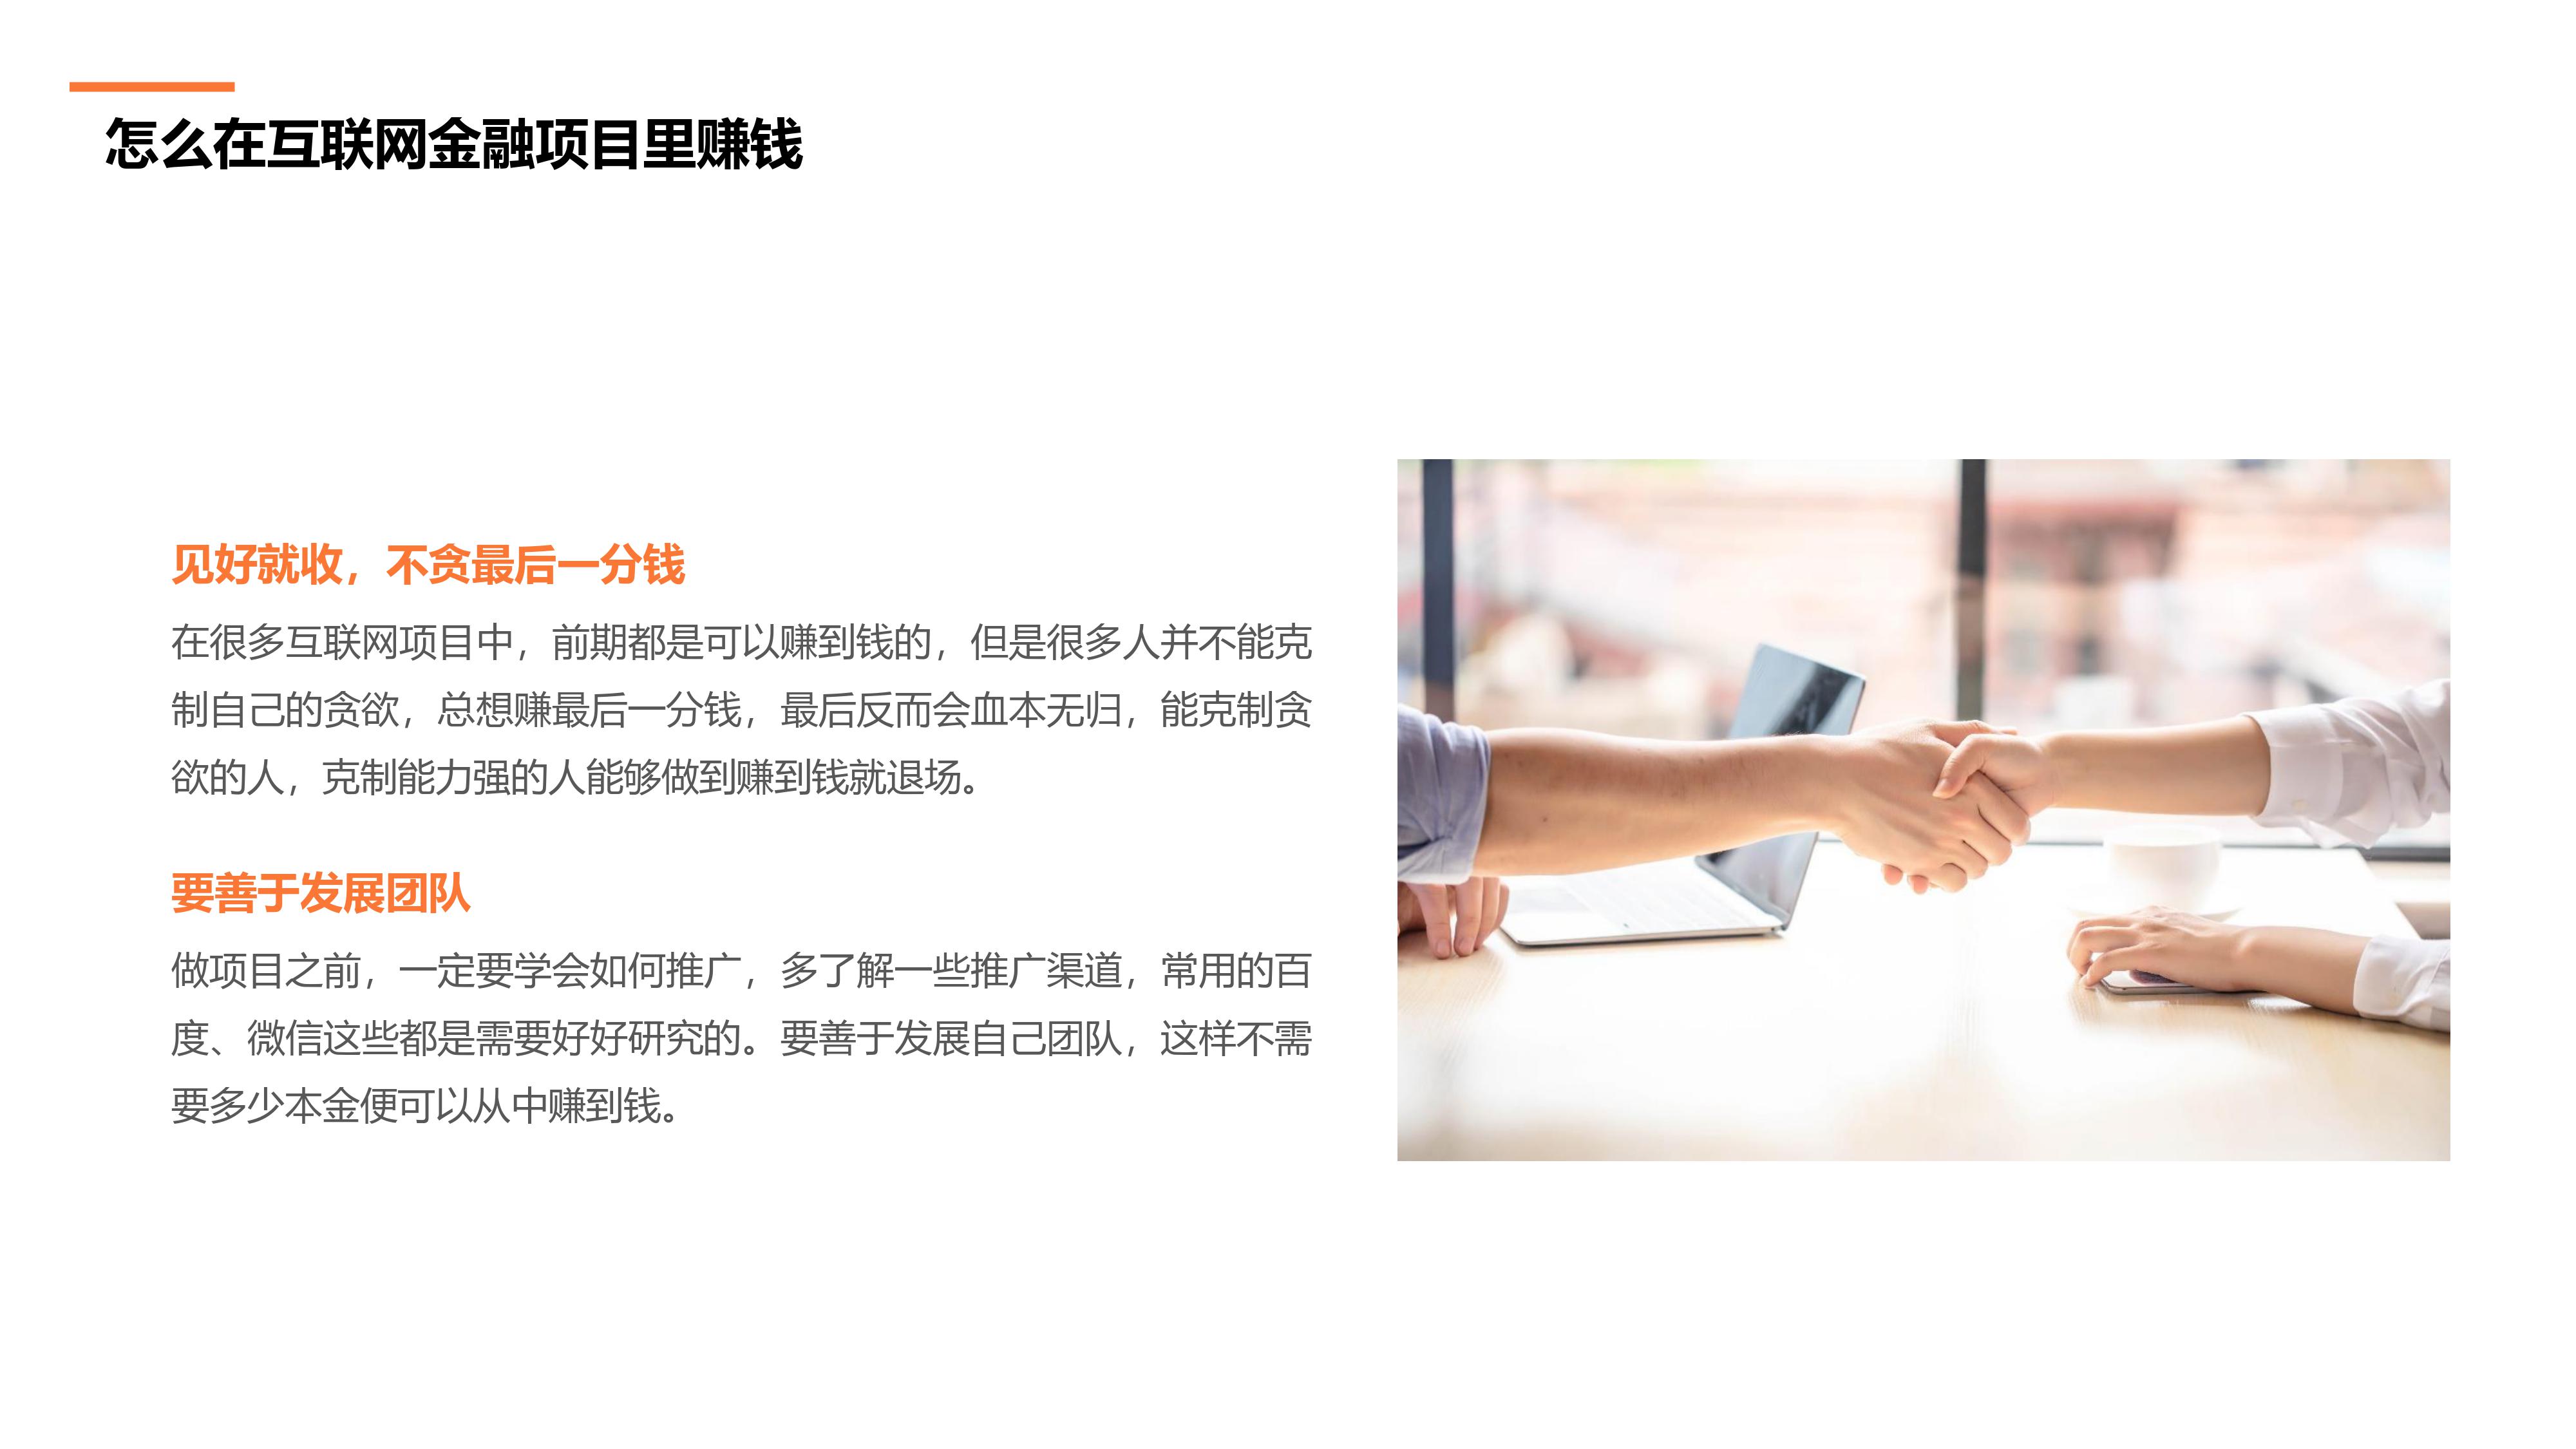 怎么在互联网金融项目里赚钱
见好就收，不贪最后一分钱
在很多互联网项目中，前期都是可以赚到钱的，但是很多人并不能克
制自己的贪欲，总想赚最后一分钱，最后反而会血本无归，能克制贪
欲的人，克制能力强的人能够做到赚到钱就退场。
要善于发展团队
做项目之前，一定要学会如何推广，多了解一些推广渠道，常用的百
度、微信这些都是需要好好研究的。要善于发展自己团队，这样不需
要多少本金便可以从中赚到钱。